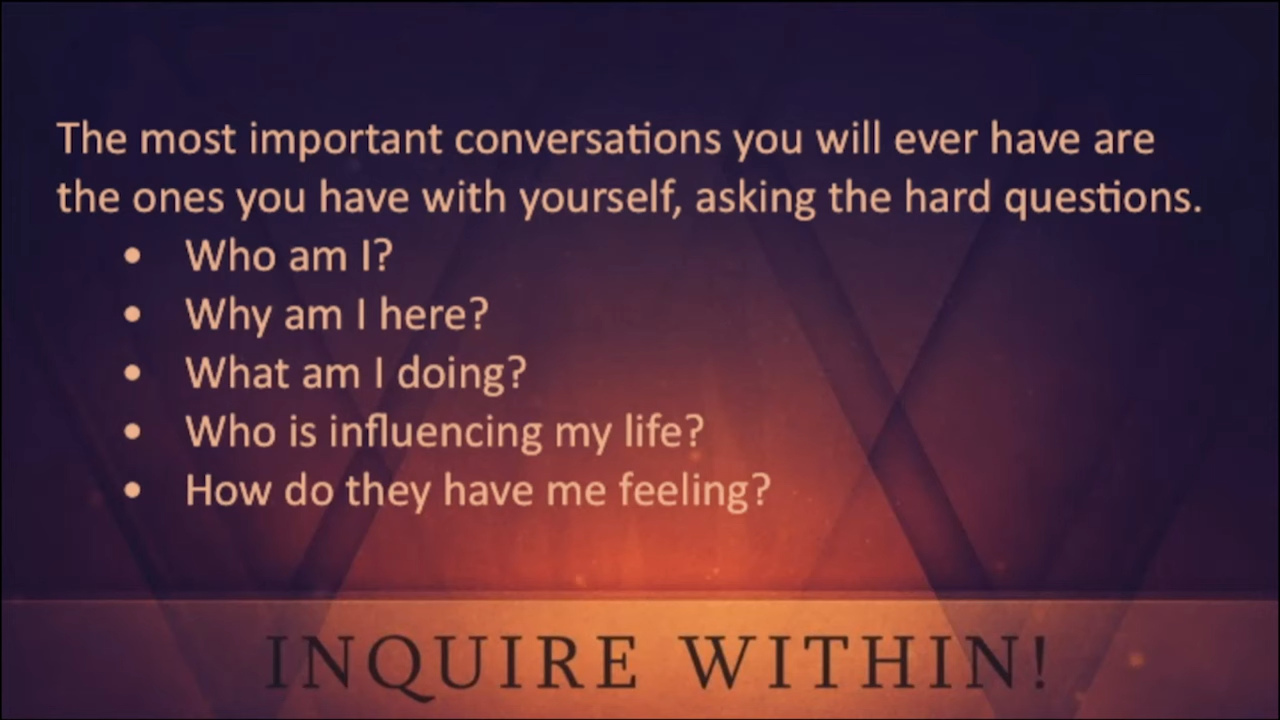 The most important conversations you will ever have are
the ones you have with yourself, asking the hard questions.
• Who am I?
• Why am I here?
• What am I doing?
• Who is influencing my life?
• How do they have me feeling?
INQUIRE WITHIN!